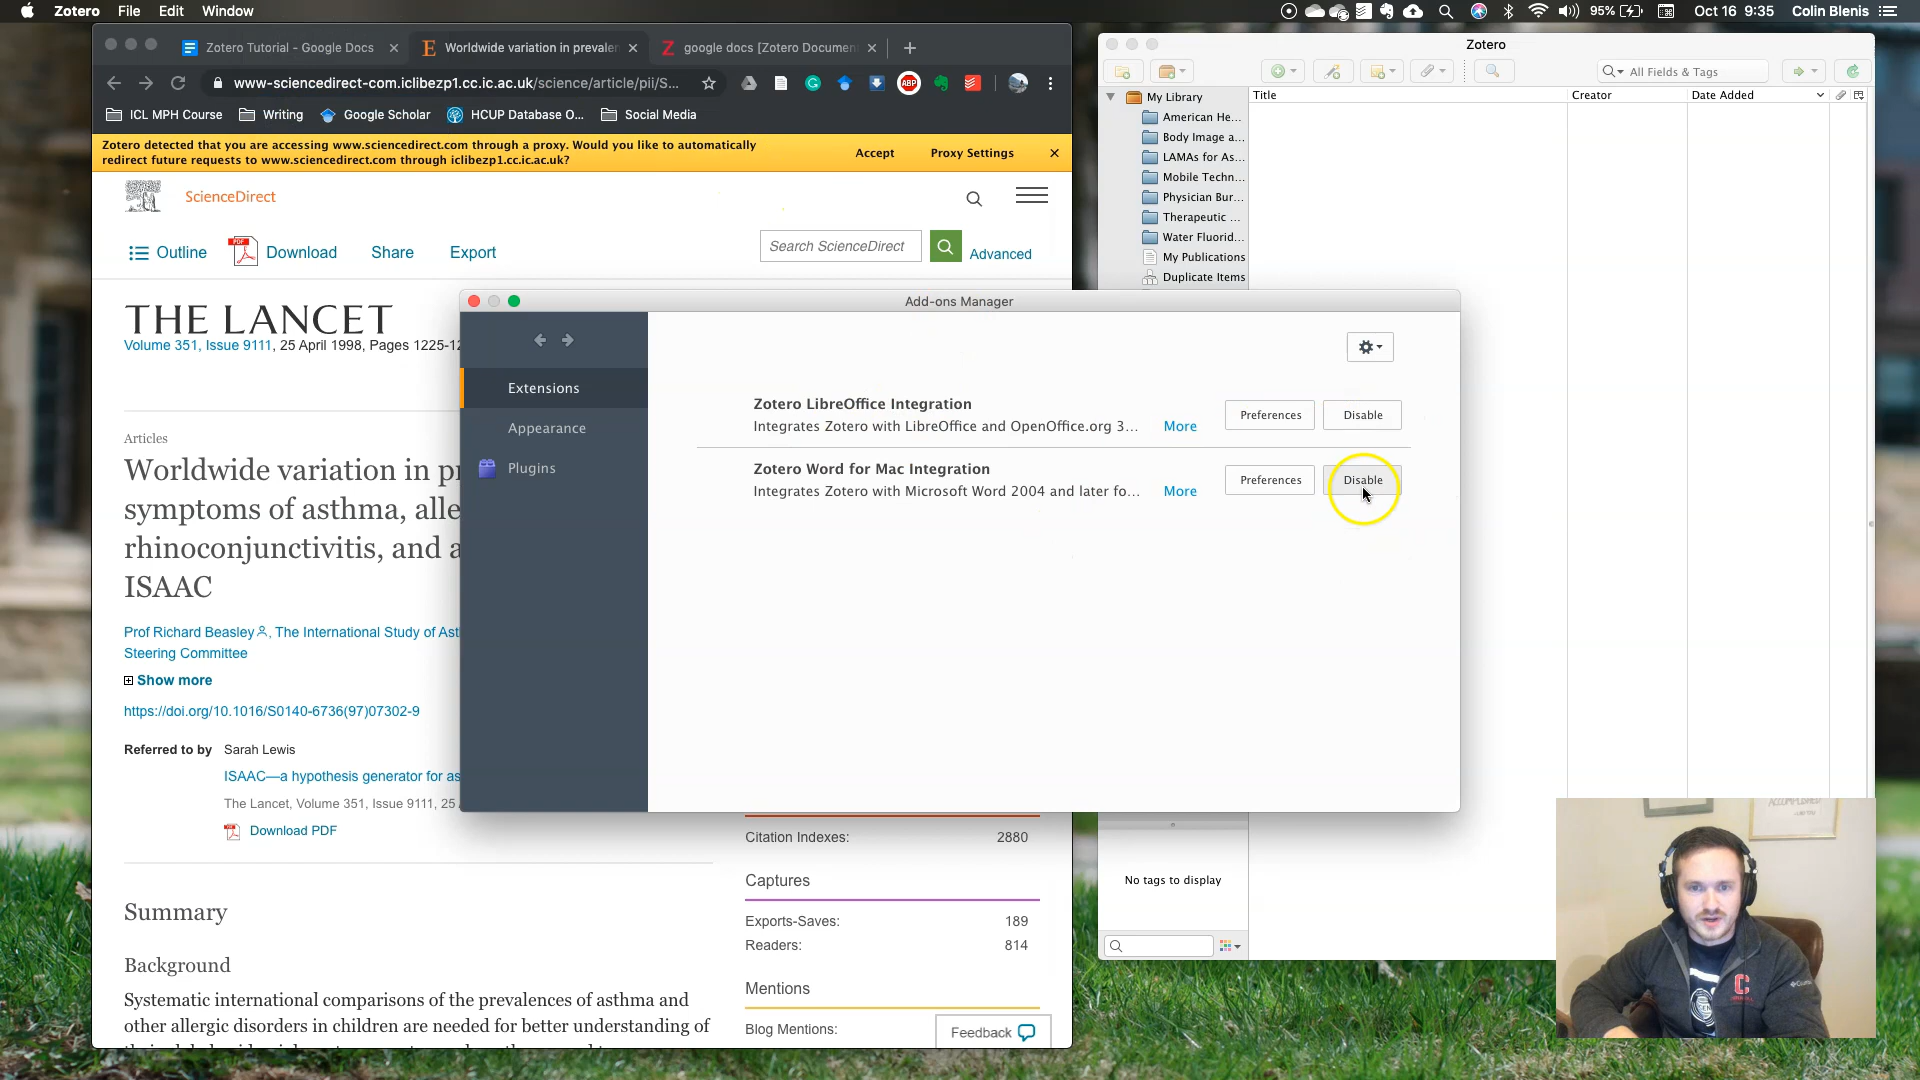 Zotero File Edit Window 95% Oct 16 9:35 Colin Blenis
Zotero Tutorial - Google Docs
Worldwide variation in prevalen
google docs [Zotero Documen
www-sciencedirect-com.iclibezp1.cc.ic.ac.uk/science/article/pii/S...
ABP
ICL MPH Course Writing Google Scholar HCUP Database O... Social Media
Zotero detected that you are accessing www.sciencedirect.com through a proxy. Would you like to automatically
redirect future requests to www.sciencedirect.com through iclibezp1.cc.ic.ac.uk?
Accept Proxy Settings
ScienceDirect
Outline PDF Download Share Export
Search ScienceDirect Advanced
THE LANCET
Volume 351, Issue 9111, 25 April 1998, Pages 1225-12
Articles
Worldwide variation in p
symptoms of asthma, alle
rhinoconjunctivitis, and a
ISAAC
Prof Richard Beasley, The International Study of Ast
Steering Committee
Show more
https://doi.org/10.1016/S0140-6736(97)07302-9
Referred to by Sarah Lewis
ISAAC—a hypothesis generator for as
The Lancet, Volume 351, Issue 9111, 25
Download PDF
Summary
Background
Systematic international comparisons of the prevalences of asthma and
other allergic disorders in children are needed for better understanding of
Citation Indexes: 2880
Captures
Exports-Saves: 189
Readers: 814
Mentions
Blog Mentions:
Feedback
Add-ons Manager
Extensions
Appearance
Plugins
Zotero LibreOffice Integration
Integrates Zotero with LibreOffice and OpenOffice.org 3... More
Preferences Disable
Zotero Word for Mac Integration
Integrates Zotero with Microsoft Word 2004 and later fo... More
Preferences Disable
Zotero
All Fields & Tags
Title Creator Date Added
My Library
American He...
Body Image a...
LAMAs for As...
Mobile Techn...
Physician Bur...
Therapeutic ...
Water Fluorid...
My Publications
Duplicate Items
No tags to display
ACCOMPLISHED
C